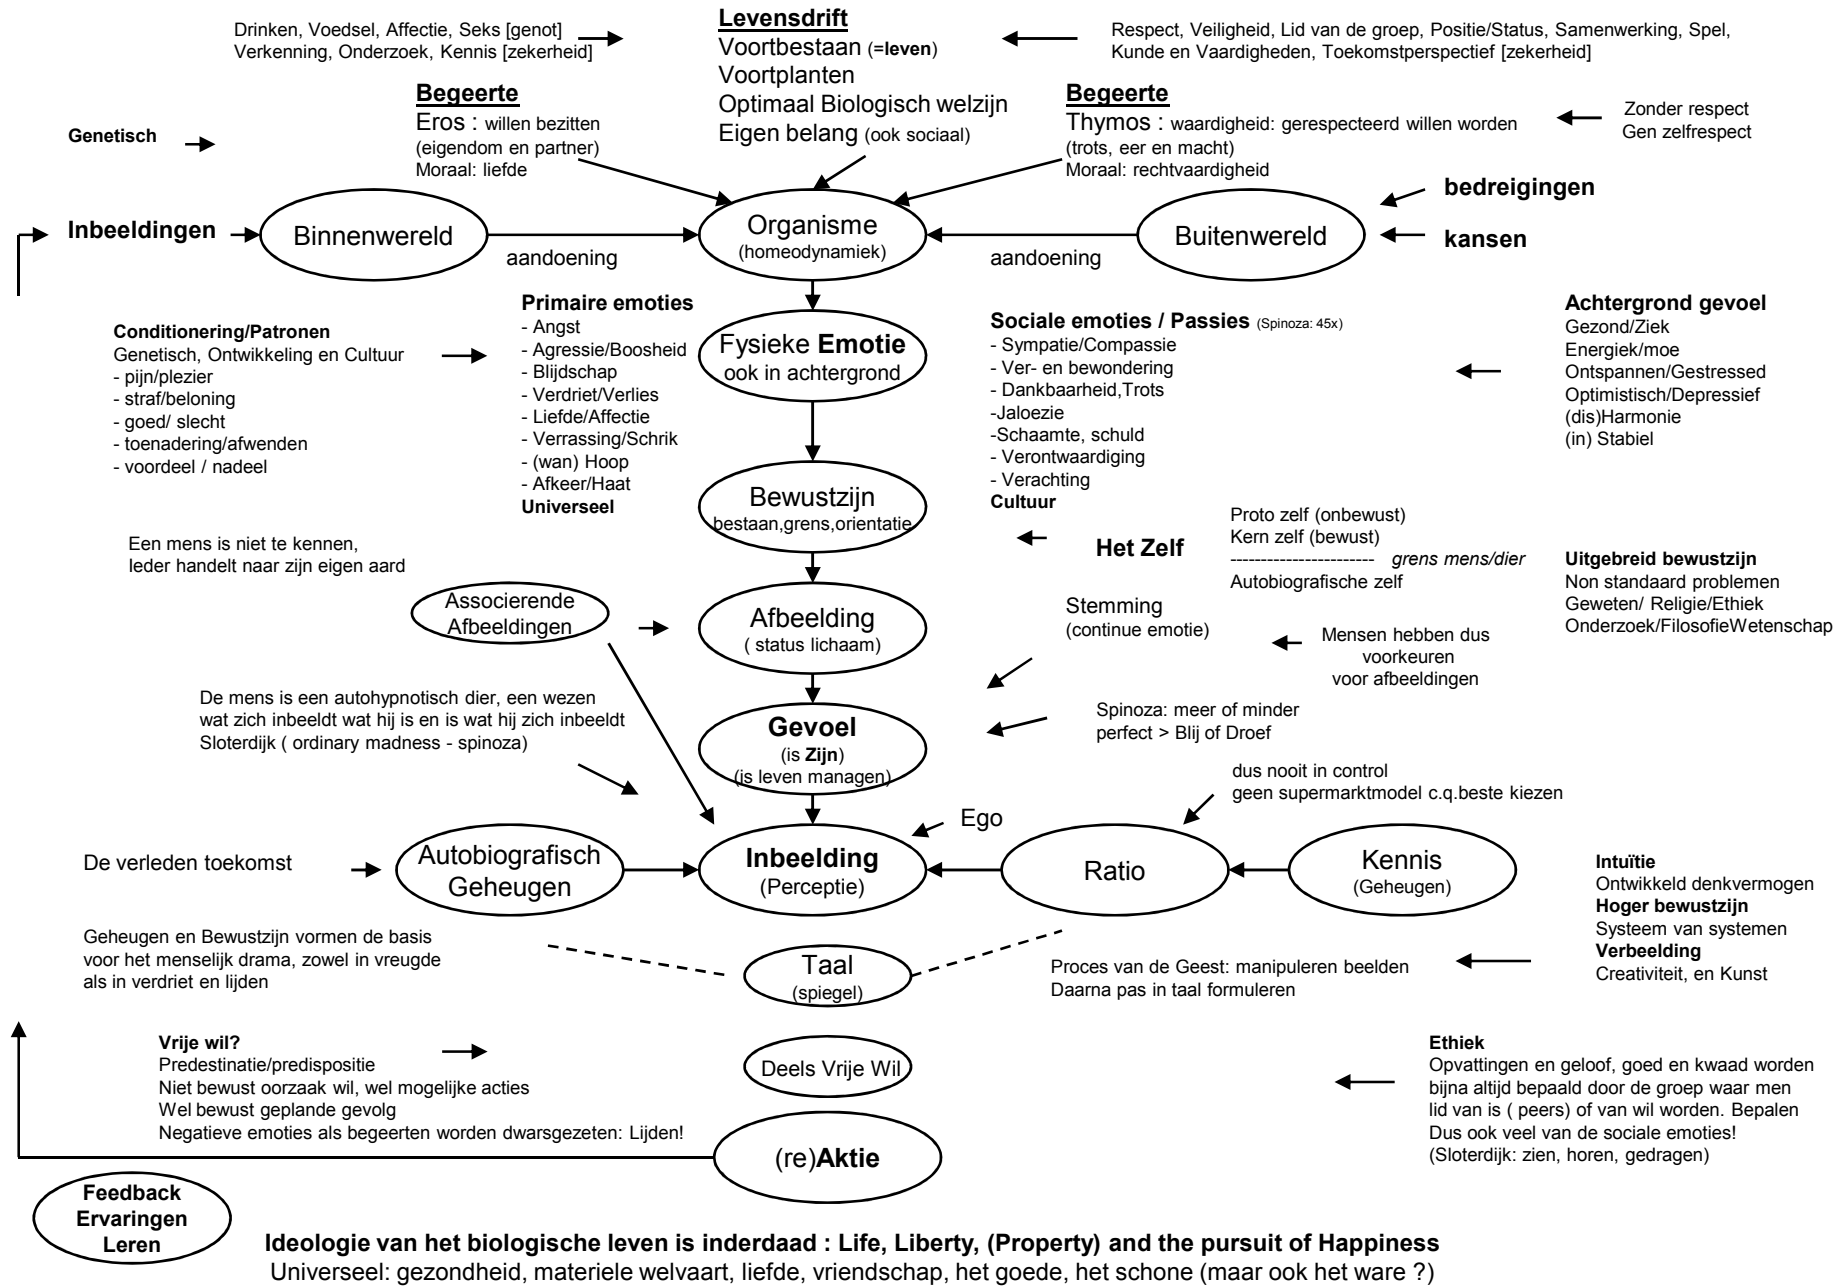 Drinken, Voedsel, Affectie, Seks [genot]
Verkenning, Onderzoek, Kennis [zekerheid]
Levensdrift
Voortbestaan (=leven)
Voortplanten
Optimaal Biologisch welzijn
Eigen belang (ook sociaal)
Respect, Veiligheid, Lid van de groep, Positie/Status, Samenwerking, Spel,
Kunde en Vaardigheden, Toekomstperspectief [zekerheid]
Genetisch
Begeerte
Eros : willen bezitten
(eigendom en partner)
Moraal: liefde
Begeerte
Thymos : waardigheid: gerespecteerd willen worden
(trots, eer en macht)
Moraal: rechtvaardigheid
Zonder respect
Gen zelfrespect
Inbeeldingen
Binnenwereld
aandoening
Organisme
(homeodynamiek)
aandoening
Buitenwereld
bedreigingen
kansen
Conditionering/Patronen
Genetisch, Ontwikkeling en Cultuur
- pijn/plezier
- straf/beloning
- goed/ slecht
- toenadering/afwenden
- voordeel / nadeel
Primaire emoties
- Angst
- Agressie/Boosheid
- Blijdschap
- Verdriet/Verlies
- Liefde/Affectie
- Verrassing/Schrik
- (wan) Hoop
- Afkeer/Haat
Universeel
Fysieke Emotie
ook in achtergrond
Sociale emoties / Passies (Spinoza: 45x)
- Sympatie/Compassie
- Ver- en bewondering
- Dankbaarheid,Trots
-Jaloezie
-Schaamte, schuld
- Verontwaardiging
- Verachting
Cultuur
Achtergrond gevoel
Gezond/Ziek
Energiek/moe
Ontspannen/Gestressed
Optimistisch/Depressief
(dis)Harmonie
(in) Stabiel
Bewustzijn
bestaan,grens,orientatie
Een mens is niet te kennen,
Ieder handelt naar zijn eigen aard
Het Zelf
Proto zelf (onbewust)
Kern zelf (bewust)
------------------------ grens mens/dier
Autobiografische zelf
Uitgebreid bewustzijn
Non standaard problemen
Geweten/ Religie/Ethiek
Onderzoek/FilosofieWetenschap
Associerende
Afbeeldingen
Afbeelding
( status lichaam)
Stemming
(continue emotie)
Mensen hebben dus
voorkeuren
voor afbeeldingen
De mens is een autohypnotisch dier, een wezen
wat zich inbeeldt wat hij is en is wat hij zich inbeeldt
Sloterdijk ( ordinary madness - spinoza)
Gevoel
(is Zijn)
(is leven managen)
Spinoza: meer of minder
perfect > Blij of Droef
dus nooit in control
geen supermarktmodel c.q.beste kiezen
Ego
De verleden toekomst
Autobiografisch
Geheugen
Inbeelding
(Perceptie)
Ratio
Kennis
(Geheugen)
Intuïtie
Ontwikkeld denkvermogen
Hoger bewustzijn
Systeem van systemen
Verbeelding
Creativiteit, en Kunst
Geheugen en Bewustzijn vormen de basis
voor het menselijk drama, zowel in vreugde
als in verdriet en lijden
Taal
(spiegel)
Proces van de Geest: manipuleren beelden
Daarna pas in taal formuleren
Vrije wil?
Predestinatie/predispositie
Niet bewust oorzaak wil, wel mogelijke acties
Wel bewust geplande gevolg
Negatieve emoties als begeerten worden dwarsgezeten: Lijden!
Deels Vrije Wil
Ethiek
Opvattingen en geloof, goed en kwaad worden
bijna altijd bepaald door de groep waar men
lid van is ( peers) of van wil worden. Bepalen
Dus ook veel van de sociale emoties!
(Sloterdijk: zien, horen, gedragen)
(re)Aktie
Feedback
Ervaringen
Leren
Ideologie van het biologische leven is inderdaad : Life, Liberty, (Property) and the pursuit of Happiness
Universeel: gezondheid, materiele welvaart, liefde, vriendschap, het goede, het schone (maar ook het ware ?)